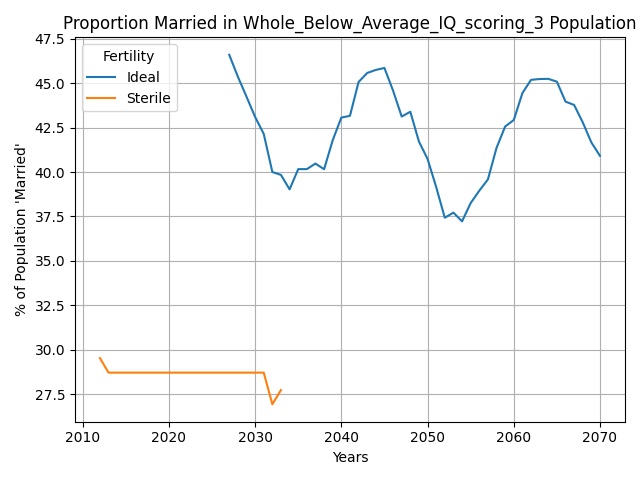 Proportion Married in Whole_Below_Average_IQ_scoring_3 Population
47.5
45.0
42.5
40.0
37.5
35.0
32.5
30.0
27.5
% of Population 'Married'
Fertility
Ideal
Sterile
2010
2020
2030
2040
2050
2060
2070
Years